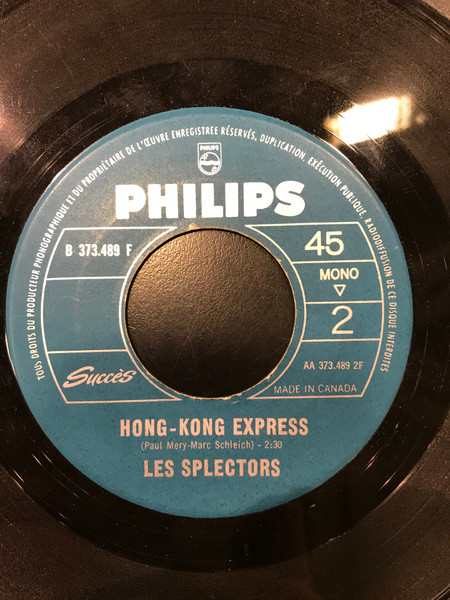 TOUS DROITS DU PRODUCTEUR PHONOGRAPHIQUE ET DU PROPRIÉTAIRE DE L'ŒUVRE ENREGISTREE RÉSERVÉS, DUPLICATION, EXÉCUTION PUBLIQUE, RADIODIFFUSION DE CE DISQUE INTERDITES
PHILIPS
PHILIPS
B 373.489 F
45
MONO
2
AA 373.489 2F
Succès
MADE IN CANADA
HONG-KONG EXPRESS
(Paul Mery-Marc Schleich) - 2:30
LES SPLECTORS